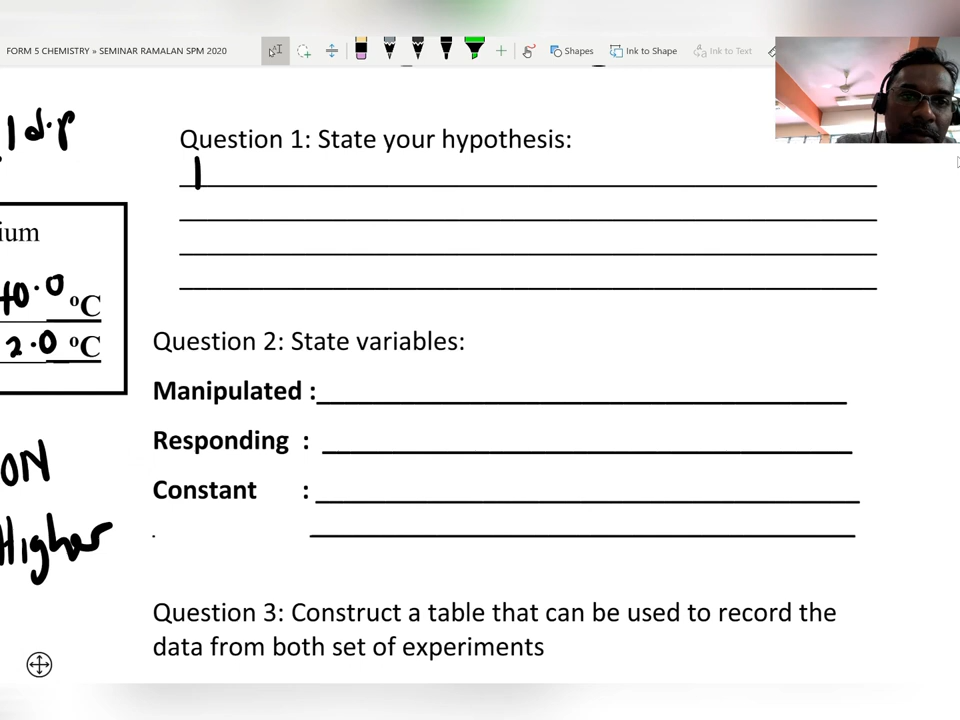 FORM 5 CHEMISTRY » SEMINAR RAMALAN SPM 2020
Shapes
Ink to Shape
Ink to Text
1 d.p
Question 1: State your hypothesis:
ium
40.0 °C
2.0 °C
Question 2: State variables:
Manipulated :
Responding :
Constant :
ON
Higher
Question 3: Construct a table that can be used to record the
data from both set of experiments